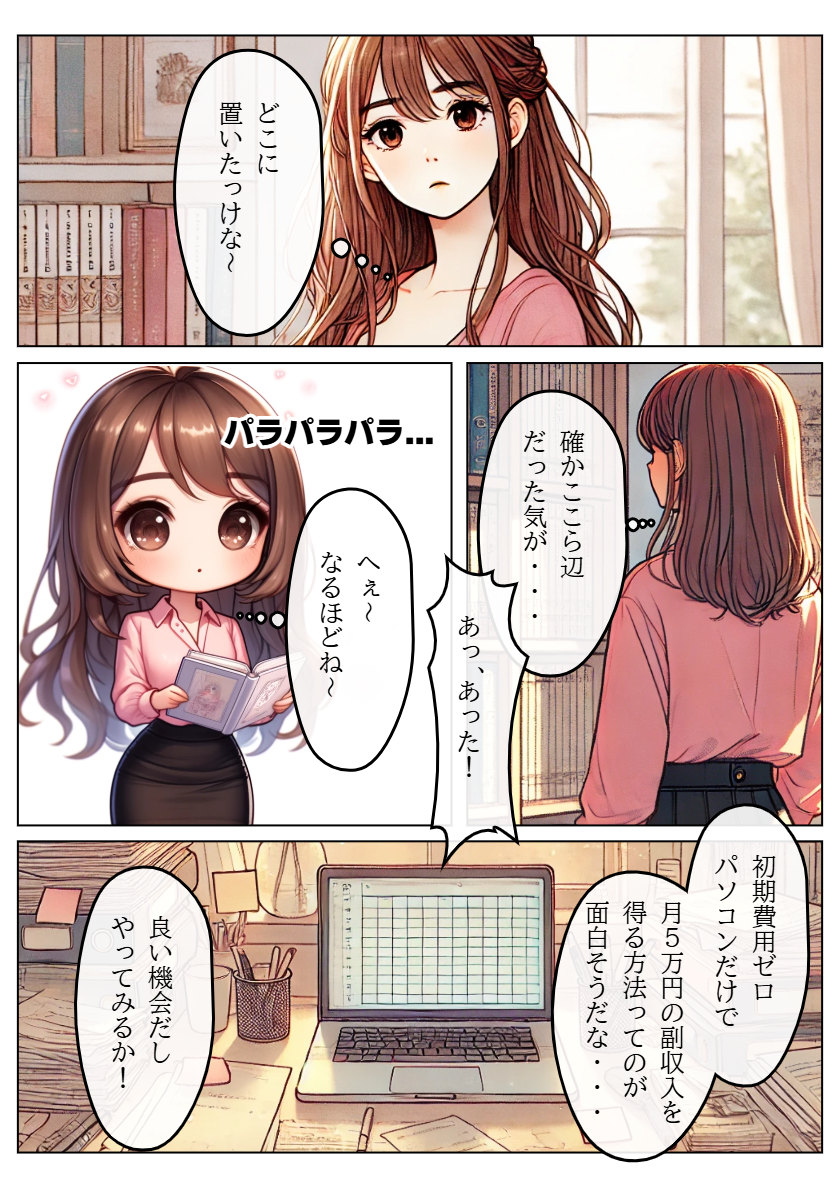 どこに
置いたっけな～
確かここら辺
だった気が・・・
あっ、あった！
パラパラパラ…
へぇ～
なるほどね～
初期費用ゼロ
パソコンだけで
月５万円の副収入を
得る方法ってのが
面白そうだな・・・
良い機会だし
やってみるか！